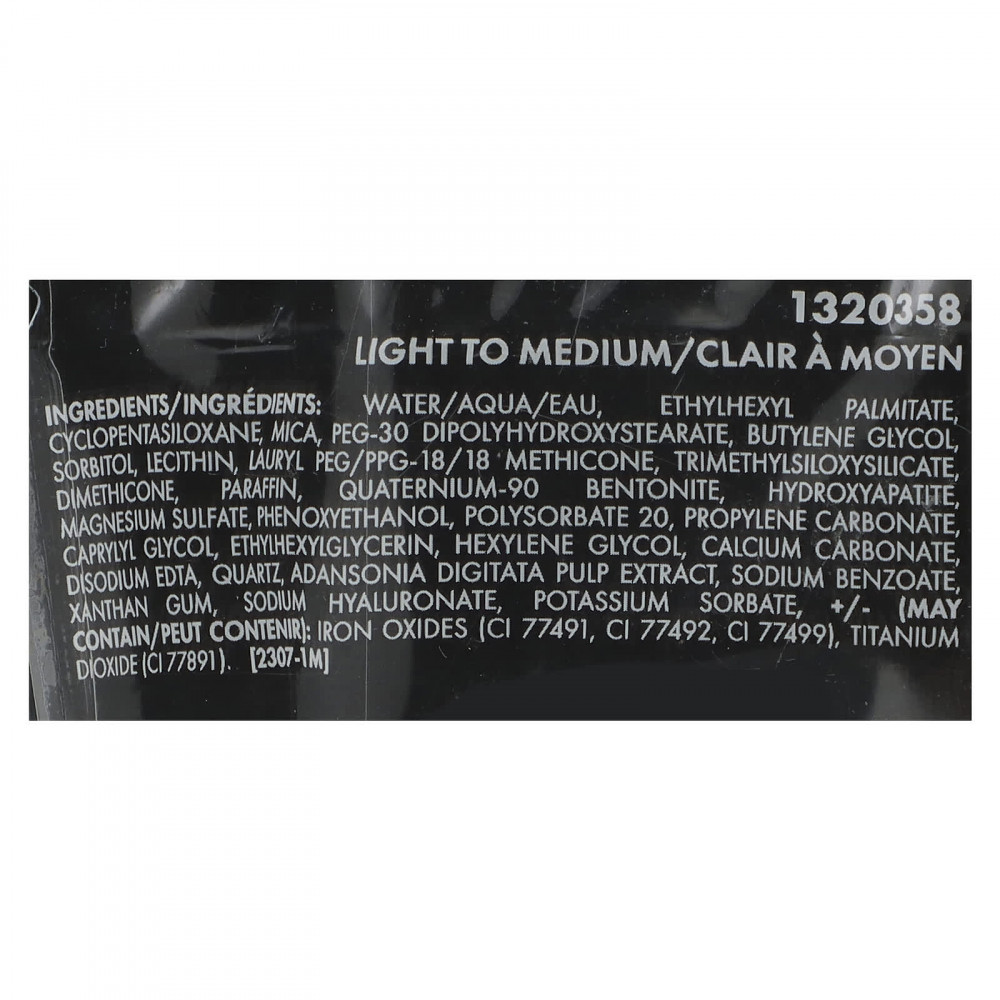 1320358
LIGHT TO MEDIUM/CLAIR À MOYEN
INGREDIENTS/INGRÉDIENTS: WATER/AQUA/EAU, ETHYLHEXYL PALMITATE,
CYCLOPENTASILOXANE, MICA, PEG-30 DIPOLYHYDROXYSTEARATE, BUTYLENE GLYCOL,
SORBITOL, LECITHIN, LAURYL PEG/PPG-18/18 METHICONE, TRIMETHYLSILOXYSILICATE,
DIMETHICONE, PARAFFIN, QUATERNIUM-90 BENTONITE, HYDROXYAPATITE,
MAGNESIUM SULFATE, PHENOXYETHANOL, POLYSORBATE 20, PROPYLENE CARBONATE,
CAPRYLYL GLYCOL, ETHYLHEXYLGLYCERIN, HEXYLENE GLYCOL, CALCIUM CARBONATE,
DISODIUM EDTA, QUARTZ, ADANSONIA DIGITATA PULP EXTRACT, SODIUM BENZOATE,
XANTHAN GUM, SODIUM HYALURONATE, POTASSIUM SORBATE, +/- (MAY
CONTAIN/PEUT CONTENIR): IRON OXIDES (CI 77491, CI 77492, CI 77499), TITANIUM
DIOXIDE (CI 77891). [2307-1M]